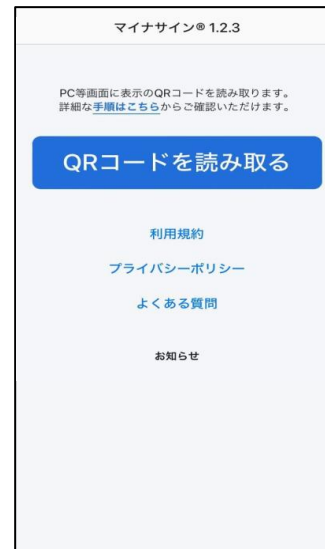 マイナサイン® 1.2.3
PC等画面に表示のQRコードを読み取ります。
詳細な手順はこちらからご確認いただけます。
QRコードを読み取る
利用規約
プライバシーポリシー
よくある質問
お知らせ